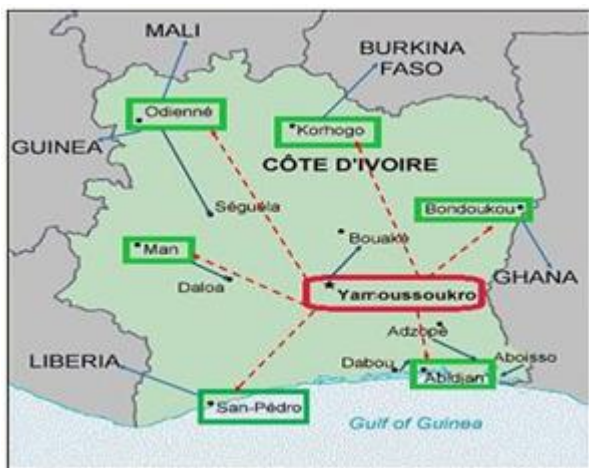 MALI
BURKINA
FASO
Odienné
Korhogo
GUINEA
CÔTE D'IVOIRE
Séguéla
Bondoukou
Man
Bouaké
GHANA
Daloa
Yamoussoukro
Adzopé
LIBERIA
Dabou
Aboisso
Abidjan
San-Pédro
Gulf of Guinea